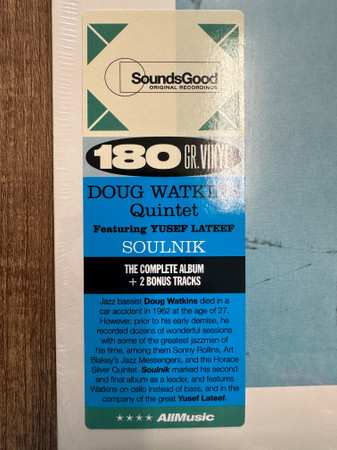 SoundsGood
ORIGINAL RECORDINGS
180 GR. VINYL
DOUG WATKINS
Quintet
Featuring YUSEF LATEEF
SOULNIK
THE COMPLETE ALBUM
+ 2 BONUS TRACKS
Jazz bassist Doug Watkins died in a
car accident in 1962 at the age of 27.
However, prior to his early demise, he
recorded dozens of wonderful sessions
with some of the greatest jazzmen of
his time, among them Sonny Rollins, Art
Blakey's Jazz Messengers, and the Horace
Silver Quintet. Soulnik marked his second
and final album as a leader, and features
Watkins on cello instead of bass, and in the
company of the great Yusef Lateef.
★★★★ AllMusic